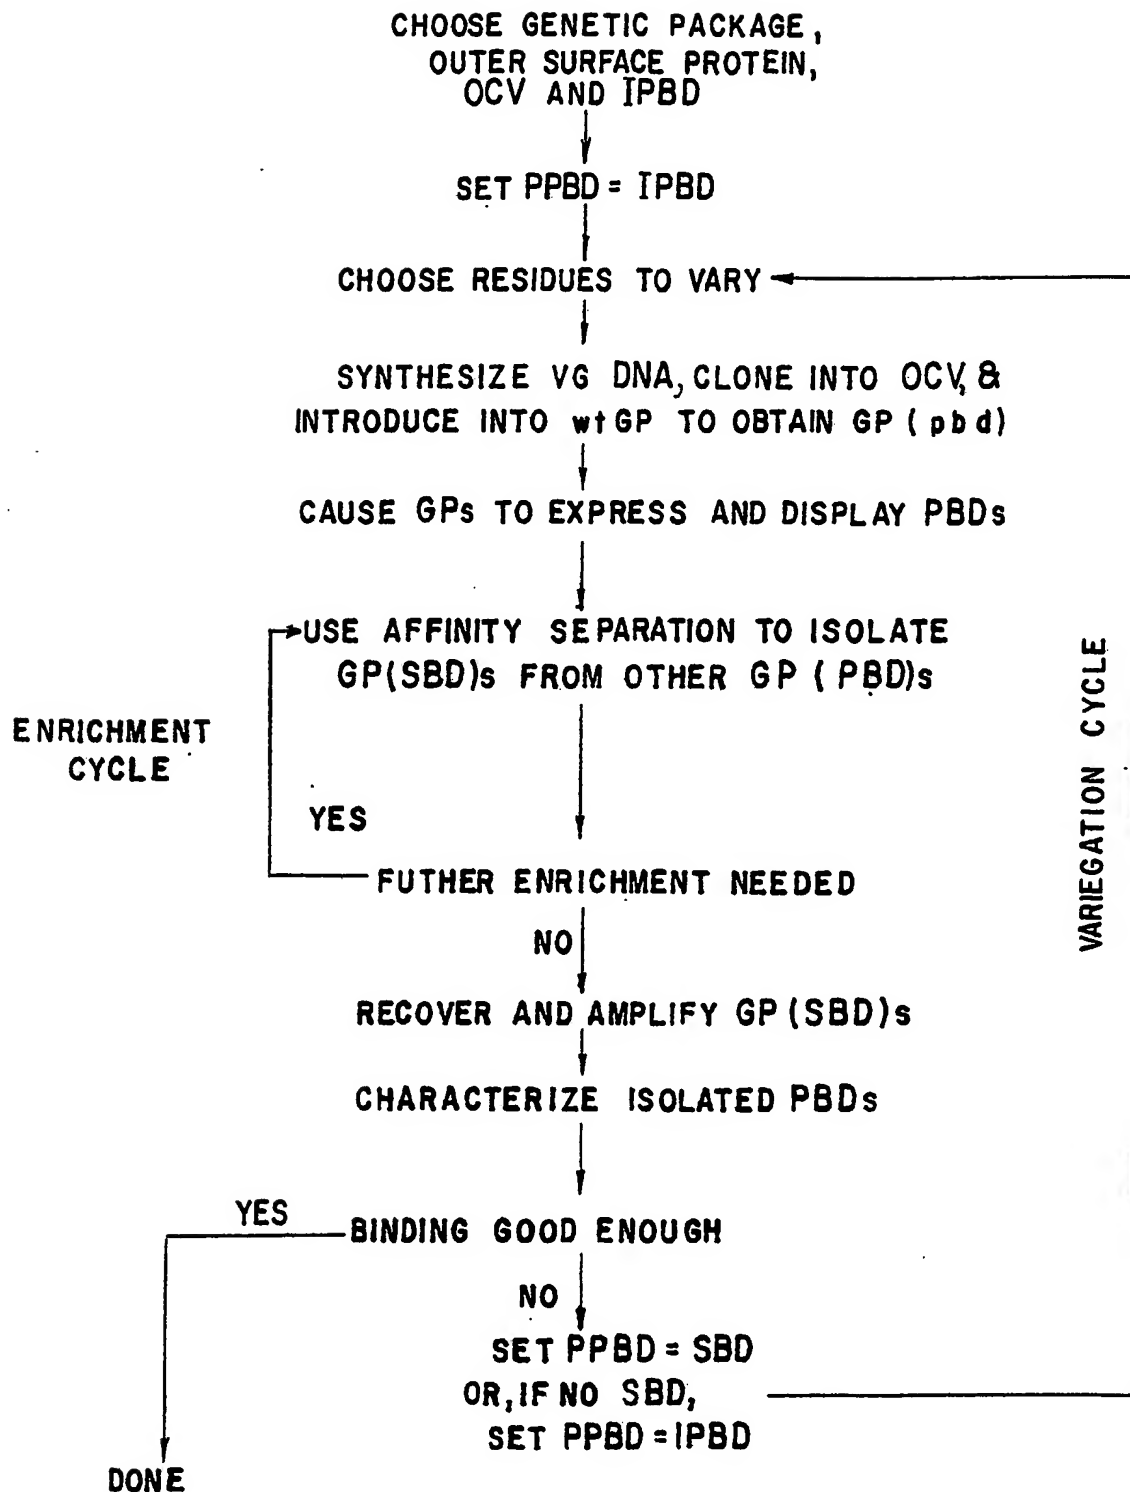 CHOOSE GENETIC PACKAGE,
OUTER SURFACE PROTEIN,
OCV AND IPBD
SET PPBD = IPBD
CHOOSE RESIDUES TO VARY
SYNTHESIZE VG DNA, CLONE INTO OCV, &
INTRODUCE INTO wtGP TO OBTAIN GP (pbd)
CAUSE GPs TO EXPRESS AND DISPLAY PBDs
USE AFFINITY SEPARATION TO ISOLATE
GP(SBD)s FROM OTHER GP (PBD)s
ENRICHMENT
CYCLE
VARIEGATION CYCLE
YES
FUTHER ENRICHMENT NEEDED
NO
RECOVER AND AMPLIFY GP (SBD)s
CHARACTERIZE ISOLATED PBDs
YES
BINDING GOOD ENOUGH
NO
SET PPBD = SBD
OR, IF NO SBD,
SET PPBD = IPBD
DONE